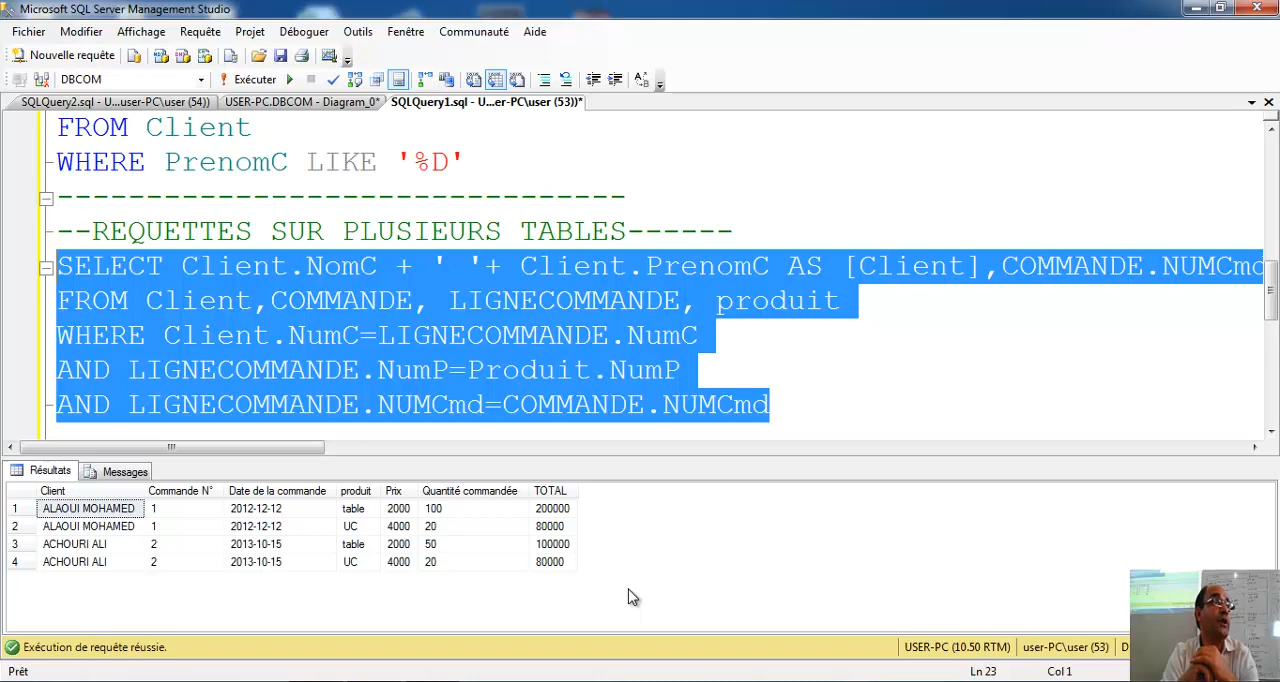 Microsoft SQL Server Management Studio
Fichier Modifier Affichage Requête Projet Déboguer Outils Fenêtre Communauté Aide
Nouvelle requête
DBCOM Exécuter
SQLQuery2.sql - U...user-PC\user (54)) USER-PC.DBCOM - Diagram_0* SQLQuery1.sql - U...er-PC\user (53))*
FROM Client
WHERE PrenomC LIKE '%D'
--------------------------------
--REQUETTES SUR PLUSIEURS TABLES------
SELECT Client.NomC + ' '+ Client.PrenomC AS [Client],COMMANDE.NUMCmd
FROM Client,COMMANDE, LIGNECOMMANDE, produit
WHERE Client.NumC=LIGNECOMMANDE.NumC
AND LIGNECOMMANDE.NumP=Produit.NumP
AND LIGNECOMMANDE.NUMCmd=COMMANDE.NUMCmd
Résultats Messages
Client Commande N° Date de la commande produit Prix Quantité commandée TOTAL
1 ALAOUI MOHAMED 1 2012-12-12 table 2000 100 200000
2 ALAOUI MOHAMED 1 2012-12-12 UC 4000 20 80000
3 ACHOURI ALI 2 2013-10-15 table 2000 50 100000
4 ACHOURI ALI 2 2013-10-15 UC 4000 20 80000
Exécution de requête réussie. USER-PC (10.50 RTM) user-PC\user (53) D
Prêt Ln 23 Col 1